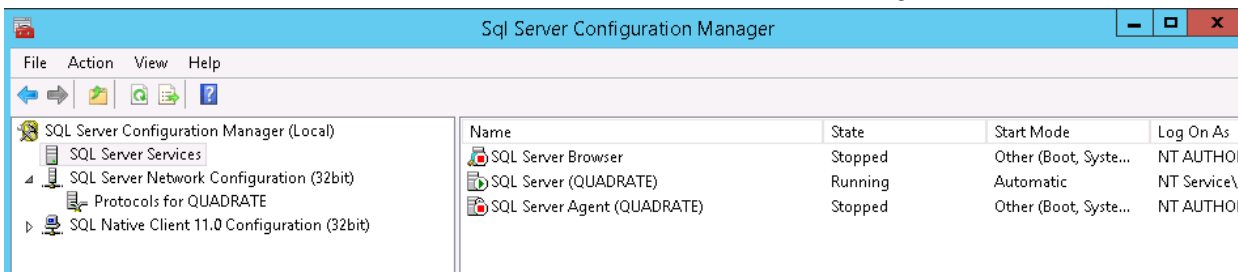 Sql Server Configuration Manager
File Action View Help
SQL Server Configuration Manager (Local)
SQL Server Services
SQL Server Network Configuration (32bit)
Protocols for QUADRATE
SQL Native Client 11.0 Configuration (32bit)
Name State Start Mode Log On As
SQL Server Browser Stopped Other (Boot, Syste... NT AUTHO
SQL Server (QUADRATE) Running Automatic NT Service\
SQL Server Agent (QUADRATE) Stopped Other (Boot, Syste... NT AUTHO